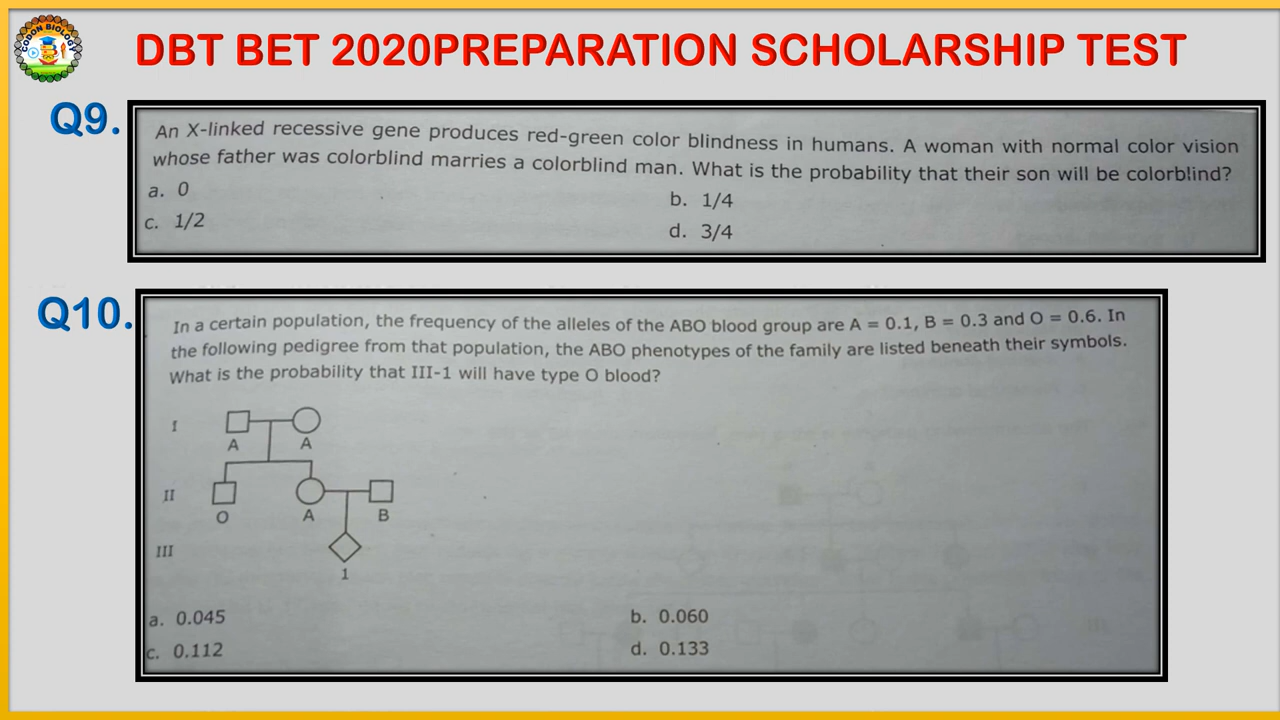 CODON BIOLOGY
DBT BET 2020PREPARATION SCHOLARSHIP TEST
Q9.
An X-linked recessive gene produces red-green color blindness in humans. A woman with normal color vision
whose father was colorblind marries a colorblind man. What is the probability that their son will be colorblind?
a. 0
b. 1/4
c. 1/2
d. 3/4
Q10.
In a certain population, the frequency of the alleles of the ABO blood group are A = 0.1, B = 0.3 and O = 0.6. In
the following pedigree from that population, the ABO phenotypes of the family are listed beneath their symbols.
What is the probability that III-1 will have type O blood?
I
A A
II
O A B
III
1
a. 0.045
b. 0.060
c. 0.112
d. 0.133